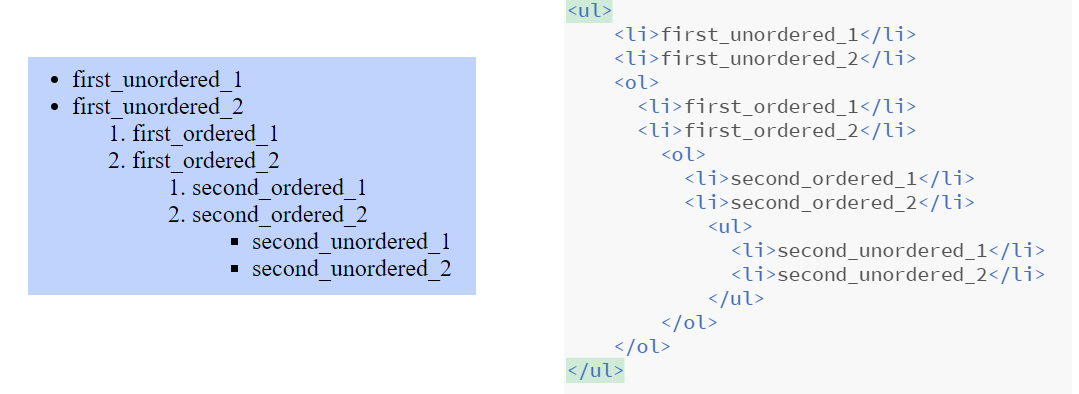 • first_unordered_1
• first_unordered_2
1. first_ordered_1
2. first_ordered_2
1. second_ordered_1
2. second_ordered_2
▪ second_unordered_1
▪ second_unordered_2
<ul>
<li>first_unordered_1</li>
<li>first_unordered_2</li>
<ol>
<li>first_ordered_1</li>
<li>first_ordered_2</li>
<ol>
<li>second_ordered_1</li>
<li>second_ordered_2</li>
<ul>
<li>second_unordered_1</li>
<li>second_unordered_2</li>
</ul>
</ol>
</ol>
</ul>